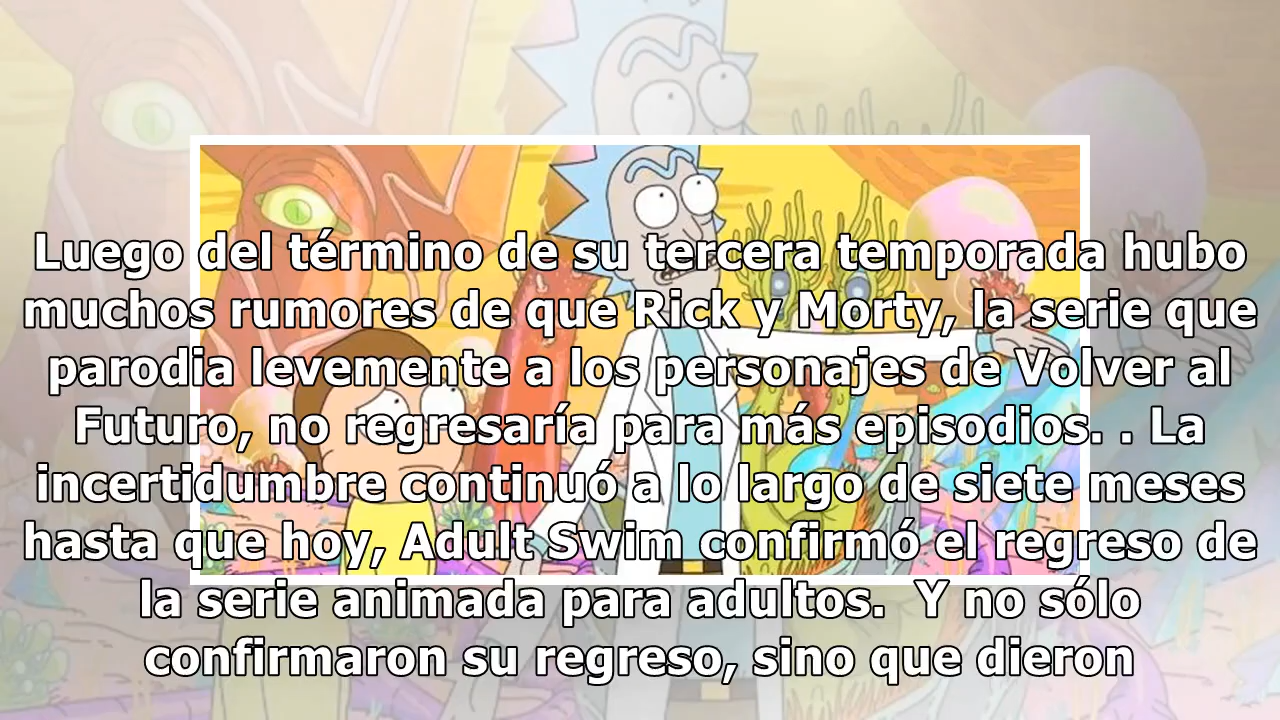 Luego del término de su tercera temporada hubo
muchos rumores de que Rick y Morty, la serie que
parodia levemente a los personajes de Volver al
Futuro, no regresaría para más episodios. . La
incertidumbre continuó a lo largo de siete meses
hasta que hoy, Adult Swim confirmó el regreso de
la serie animada para adultos.  Y no sólo
confirmaron su regreso, sino que dieron